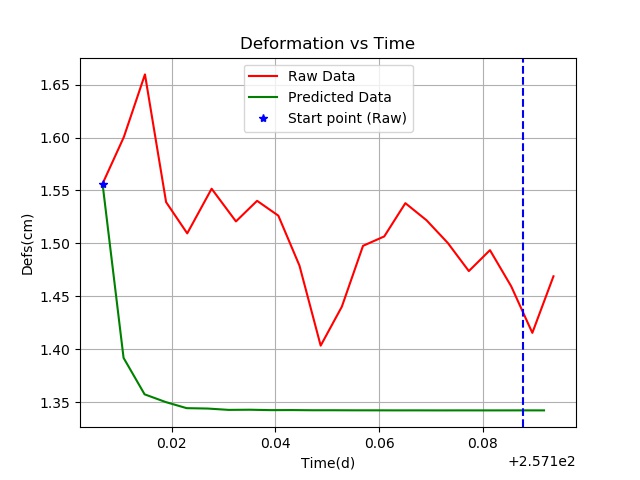 Deformation vs Time
Raw Data
Predicted Data
Start point (Raw)
Defs(cm)
1.65
1.60
1.55
1.50
1.45
1.40
1.35
0.02
0.04
0.06
0.08
Time(d)
+2.571e2